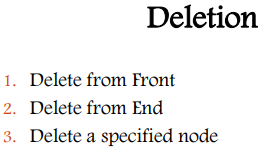 Deletion
1. Delete from Front
2. Delete from End
3. Delete a specified node